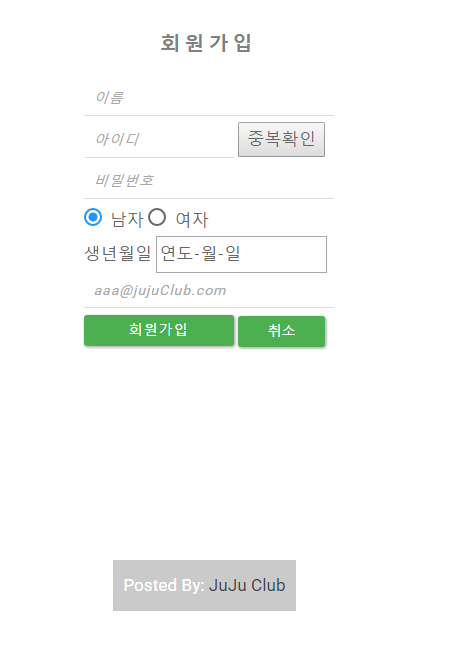 회원가입
이름
아이디 중복확인
비밀번호
남자 여자
생년월일 연도-월-일
aaa@jujuClub.com
회원가입 취소
Posted By: JuJu Club